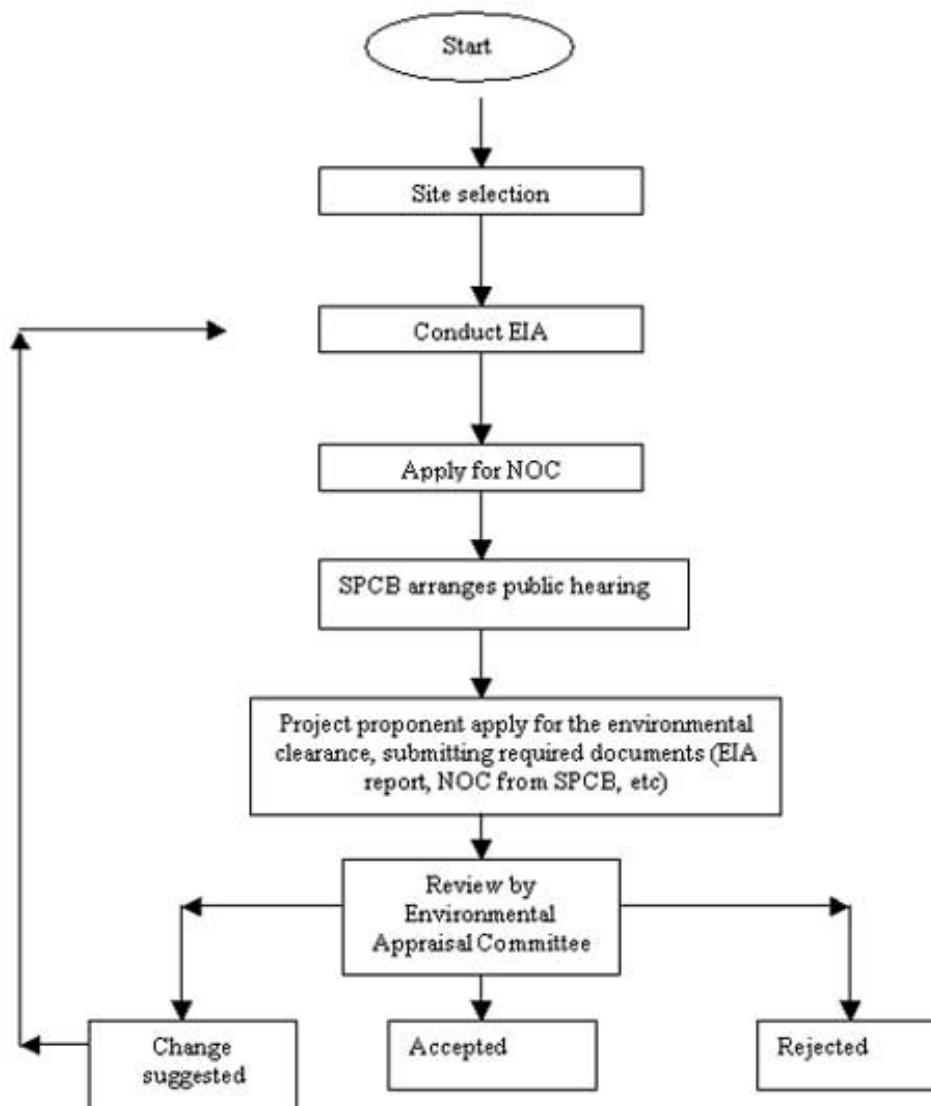 Start
Site selection
Conduct EIA
Apply for NOC
SPCB arranges public hearing
Project proponent apply for the environmental
clearance, submitting required documents (EIA
report, NOC from SPCB, etc)
Review by
Environmental
Appraisal Committee
Change
suggested
Accepted
Rejected